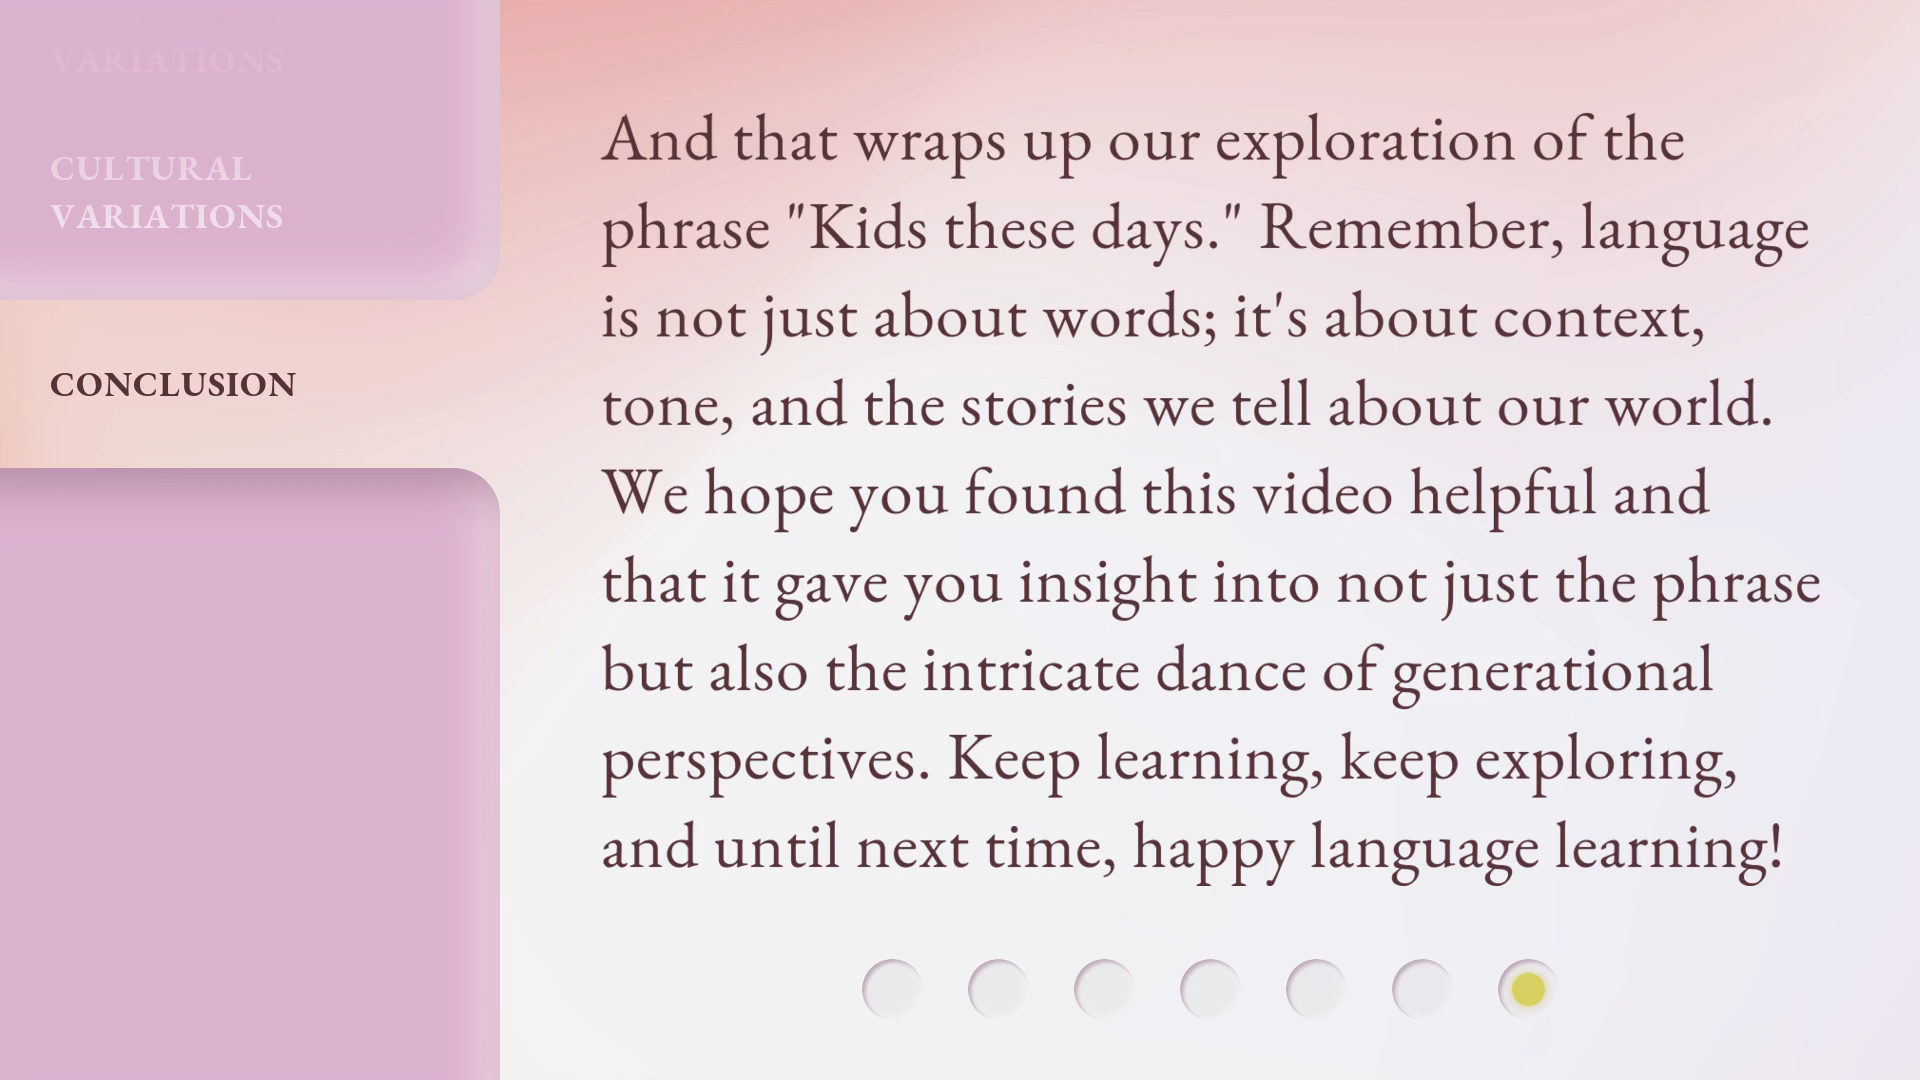 VARIATIONS
CULTURAL
VARIATIONS
CONCLUSION
And that wraps up our exploration of the
phrase "Kids these days." Remember, language
is not just about words; it's about context,
tone, and the stories we tell about our world.
We hope you found this video helpful and
that it gave you insight into not just the phrase
but also the intricate dance of generational
perspectives. Keep learning, keep exploring,
and until next time, happy language learning!